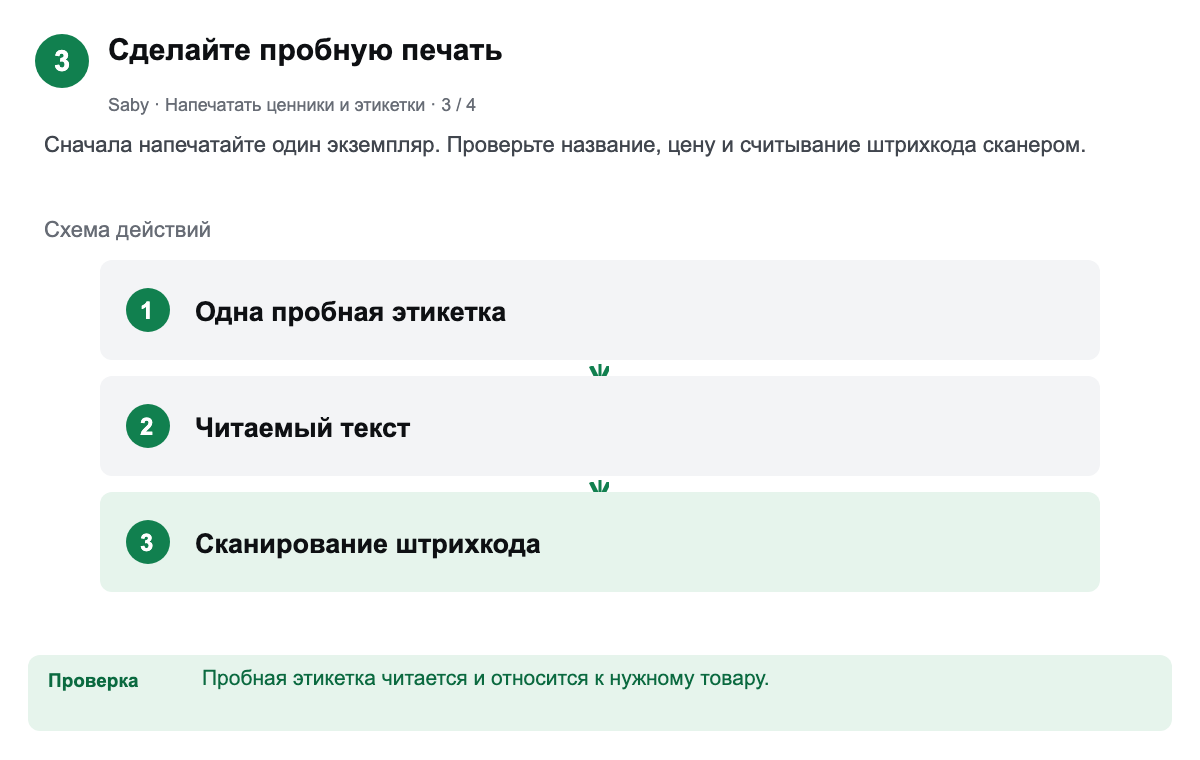 3
Сделайте пробную печать
Saby · Напечатать ценники и этикетки · 3 / 4
Сначала напечатайте один экземпляр. Проверьте название, цену и считывание штрихкода сканером.
Схема действий
1 Одна пробная этикетка
2 Читаемый текст
3 Сканирование штрихкода
Проверка Пробная этикетка читается и относится к нужному товару.